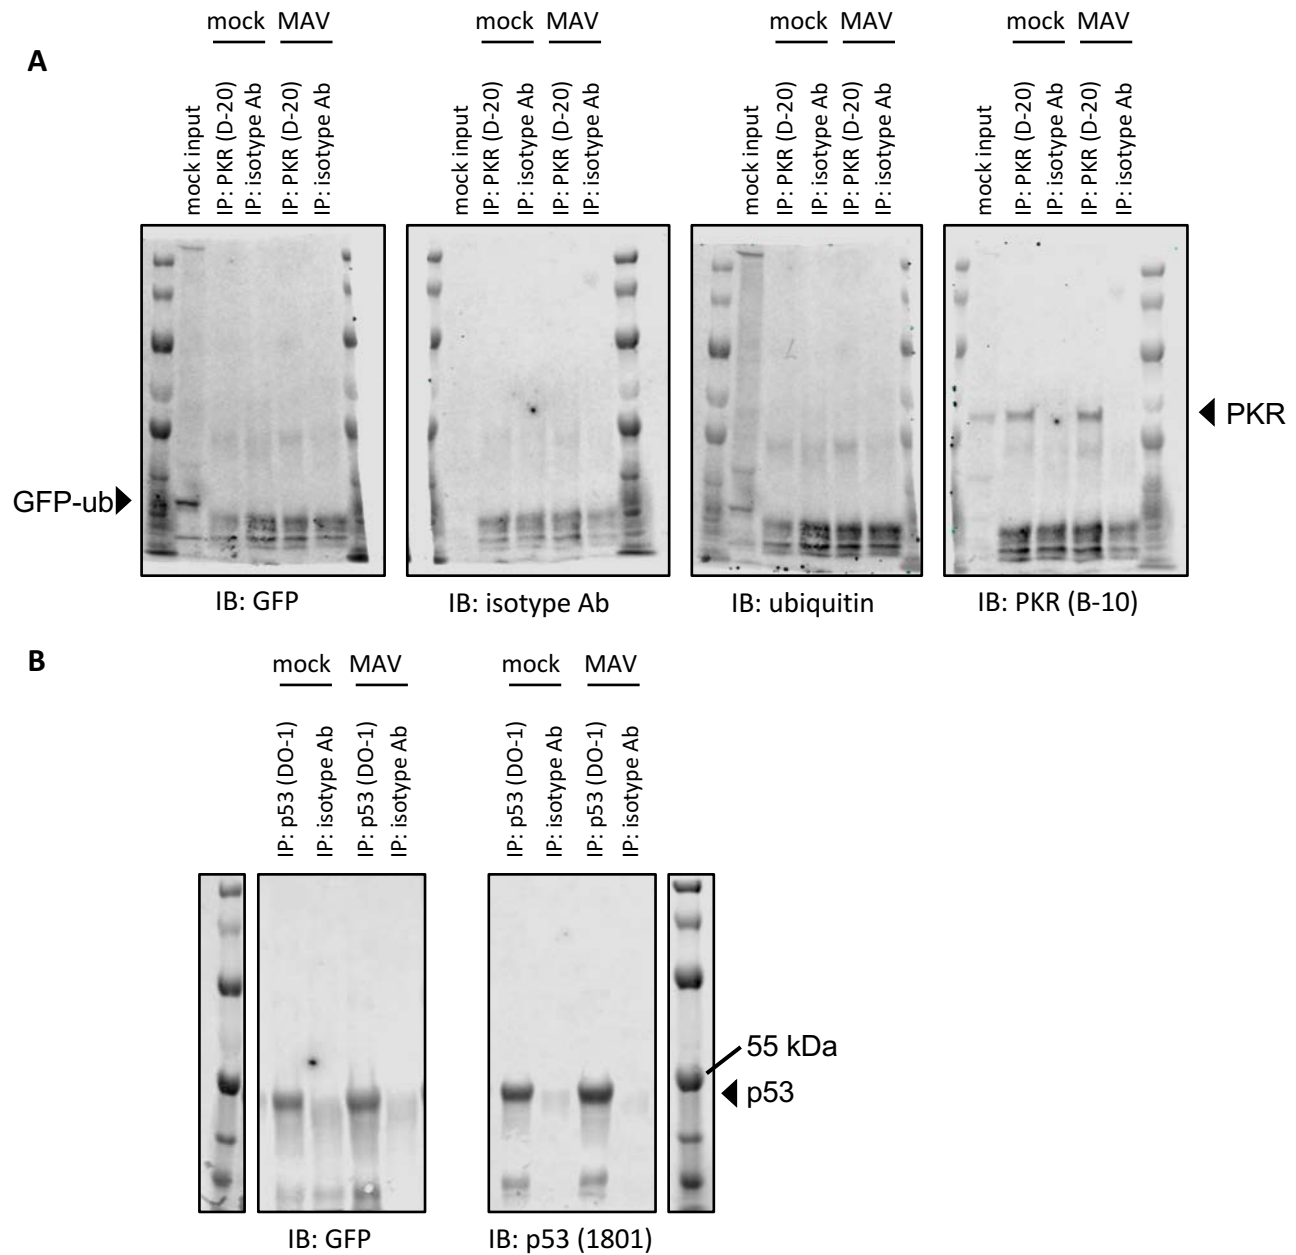 mock MAV mock MAV mock MAV mock MAV
A
mock input
IP: PKR (D-20)
IP: isotype Ab
IP: PKR (D-20)
IP: isotype Ab
mock input
IP: PKR (D-20)
IP: isotype Ab
IP: PKR (D-20)
IP: isotype Ab
mock input
IP: PKR (D-20)
IP: isotype Ab
IP: PKR (D-20)
IP: isotype Ab
mock input
IP: PKR (D-20)
IP: isotype Ab
IP: PKR (D-20)
IP: isotype Ab
PKR
GFP-ub
IB: GFP
IB: isotype Ab
IB: ubiquitin
IB: PKR (B-10)
B
mock MAV mock MAV
IP: p53 (DO-1)
IP: isotype Ab
IP: p53 (DO-1)
IP: isotype Ab
IP: p53 (DO-1)
IP: isotype Ab
IP: p53 (DO-1)
IP: isotype Ab
55 kDa
p53
IB: GFP
IB: p53 (1801)